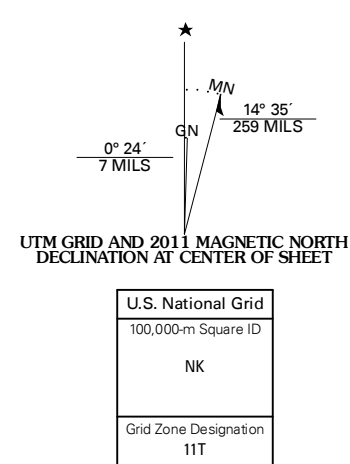 MN
GN
14° 35´
259 MILS
0° 24´
7 MILS
UTM GRID AND 2011 MAGNETIC NORTH
DECLINATION AT CENTER OF SHEET
U.S. National Grid
100,000-m Square ID
NK
Grid Zone Designation
11T